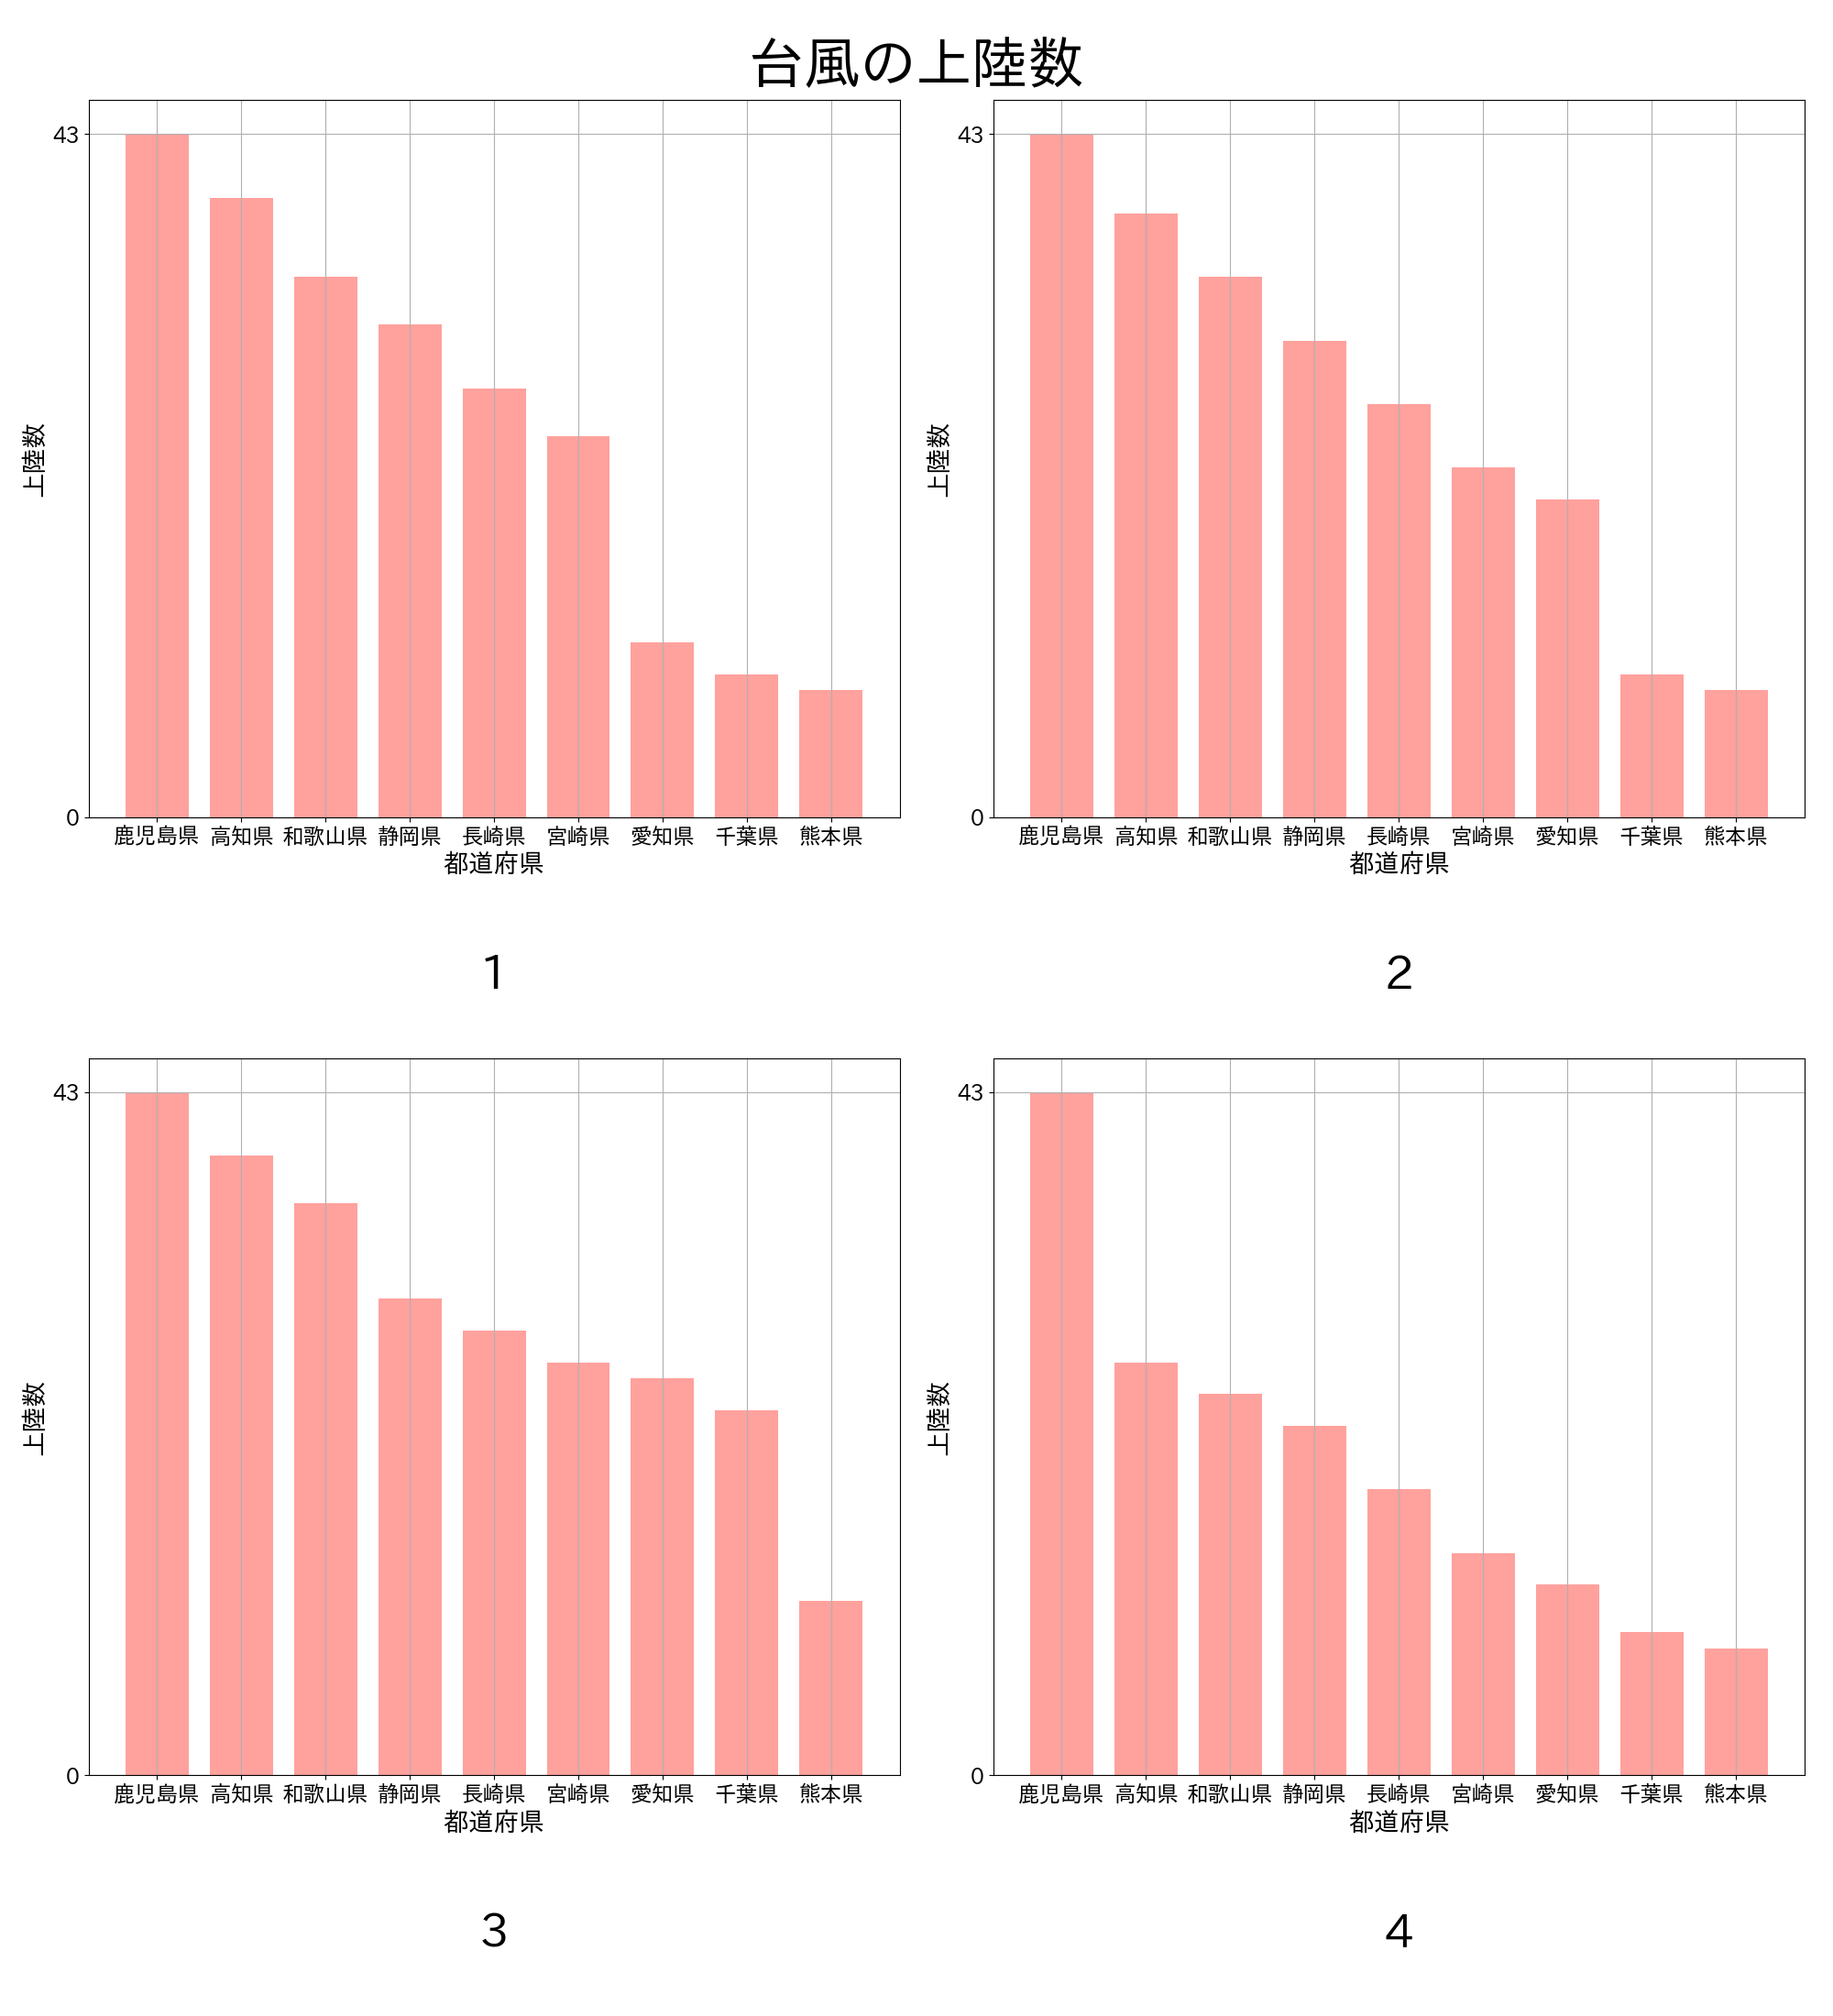 台風の上陸数
43
0
上陸数
鹿児島県 高知県 和歌山県 静岡県 長崎県 宮崎県 愛知県 千葉県 熊本県
都道府県
1
43
0
上陸数
鹿児島県 高知県 和歌山県 静岡県 長崎県 宮崎県 愛知県 千葉県 熊本県
都道府県
2
43
0
上陸数
鹿児島県 高知県 和歌山県 静岡県 長崎県 宮崎県 愛知県 千葉県 熊本県
都道府県
3
43
0
上陸数
鹿児島県 高知県 和歌山県 静岡県 長崎県 宮崎県 愛知県 千葉県 熊本県
都道府県
4